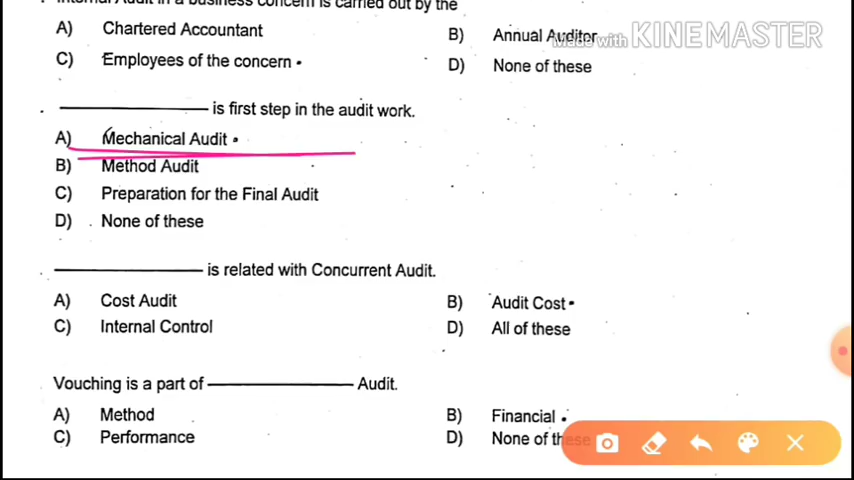 Internal Audit in a business concern is carried out by the
A) Chartered Accountant
B) Annual Auditor
C) Employees of the concern
D) None of these
Made with KINEMASTER
____________ is first step in the audit work.
A) Mechanical Audit
B) Method Audit
C) Preparation for the Final Audit
D) None of these
____________ is related with Concurrent Audit.
A) Cost Audit
B) Audit Cost
C) Internal Control
D) All of these
Vouching is a part of ____________ Audit.
A) Method
B) Financial
C) Performance
D) None of these